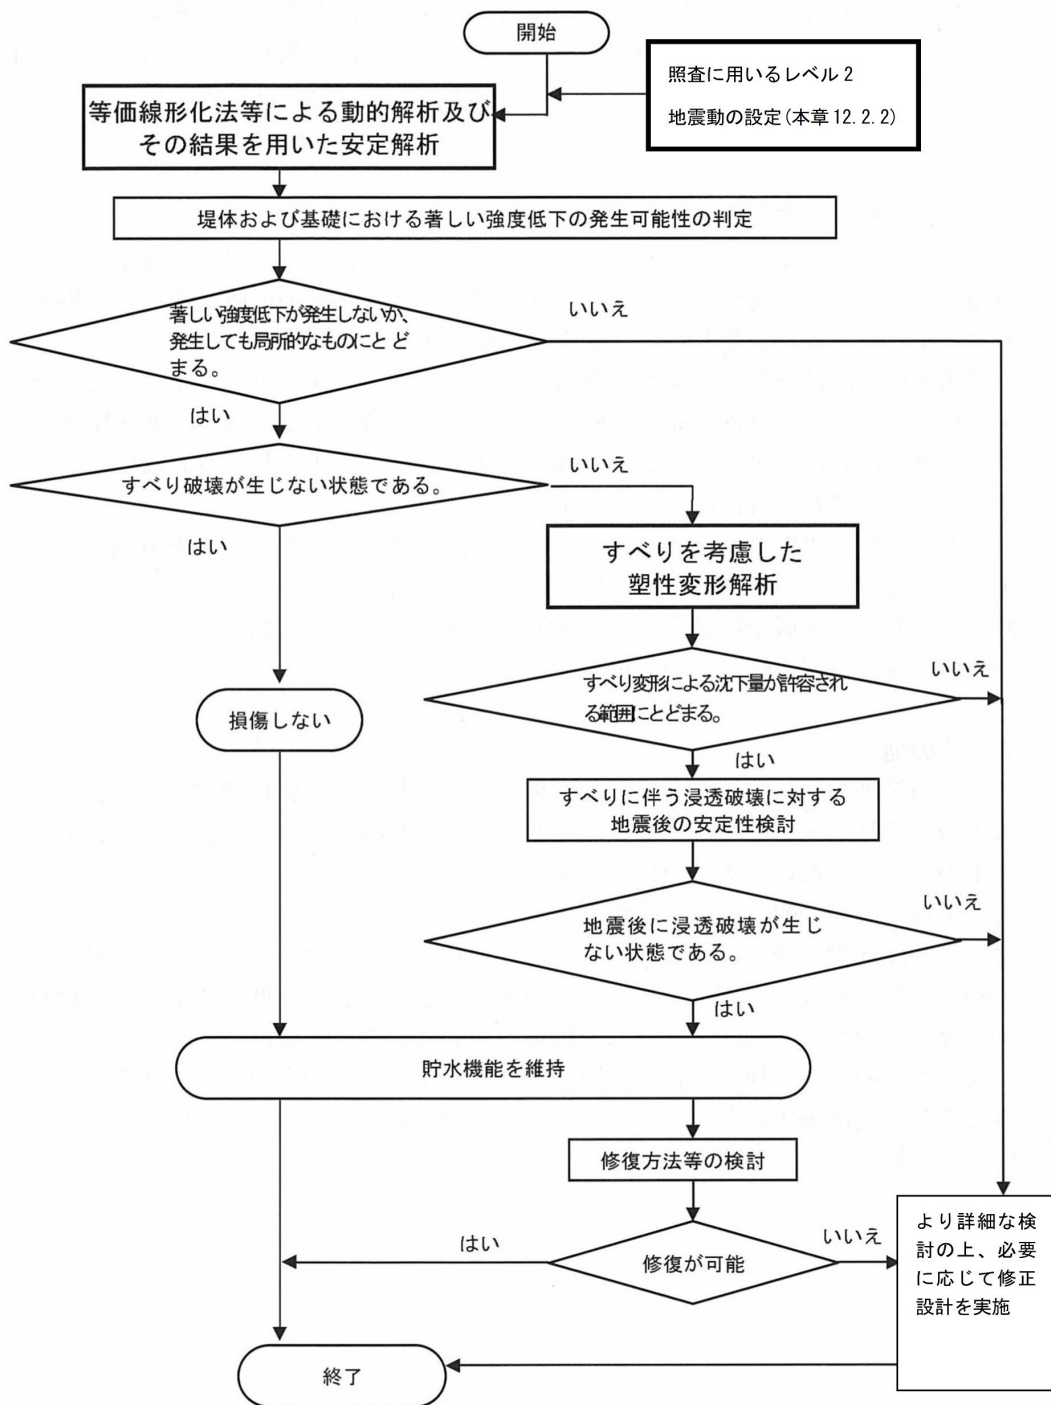 開始
照査に用いるレベル2
地震動の設定(本章12.2.2)
等価線形化法等による動的解析及び
その結果を用いた安定解析
堤体および基礎における著しい強度低下の発生可能性の判定
著しい強度低下が発生しないか、
発生しても局所的なものにとど
まる。
いいえ
はい
すべり破壊が生じない状態である。
いいえ
はい
すべりを考慮した
塑性変形解析
すべり変形による沈下量が許容され
る範囲にとどまる。
いいえ
損傷しない
はい
すべりに伴う浸透破壊に対する
地震後の安定性検討
地震後に浸透破壊が生じ
ない状態である。
いいえ
はい
貯水機能を維持
修復方法等の検討
修復が可能
はい
いいえ
より詳細な検
討の上、必要
に応じて修正
設計を実施
終了